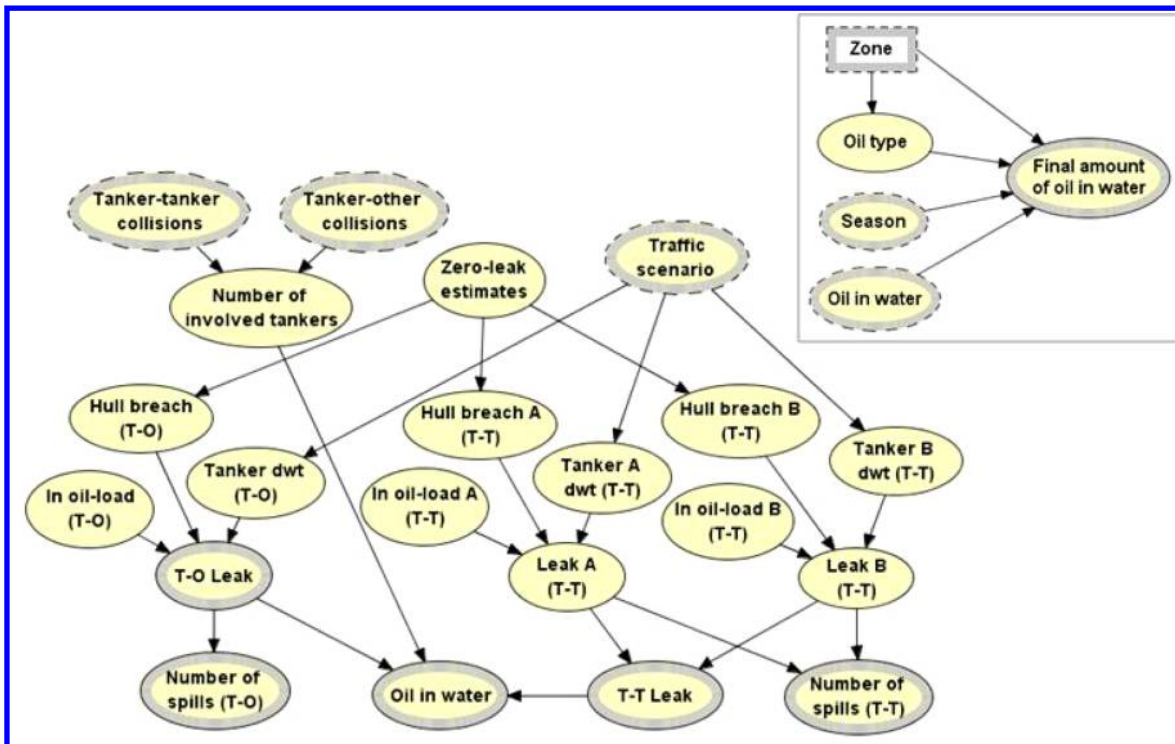 Zone
Oil type
Final amount
of oil in water
Season
Oil in water
Tanker-tanker
collisions
Tanker-other
collisions
Traffic
scenario
Zero-leak
estimates
Number of
involved tankers
Hull breach
(T-O)
Hull breach A
(T-T)
Hull breach B
(T-T)
Tanker dwt
(T-O)
Tanker A
dwt (T-T)
Tanker B
dwt (T-T)
In oil-load
(T-O)
In oil-load A
(T-T)
In oil-load B
(T-T)
T-O Leak
Leak A
(T-T)
Leak B
(T-T)
Number of
spills (T-O)
Oil in water
T-T Leak
Number of
spills (T-T)